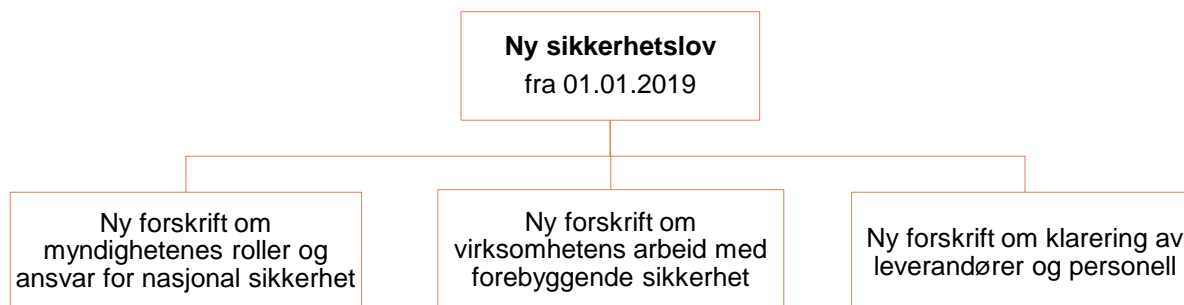 Ny sikkerhetslov
fra 01.01.2019
Ny forskrift om
myndighetenes roller og
ansvar for nasjonal sikkerhet
Ny forskrift om
virksomhetens arbeid med
forebyggende sikkerhet
Ny forskrift om klarering av
leverandører og personell